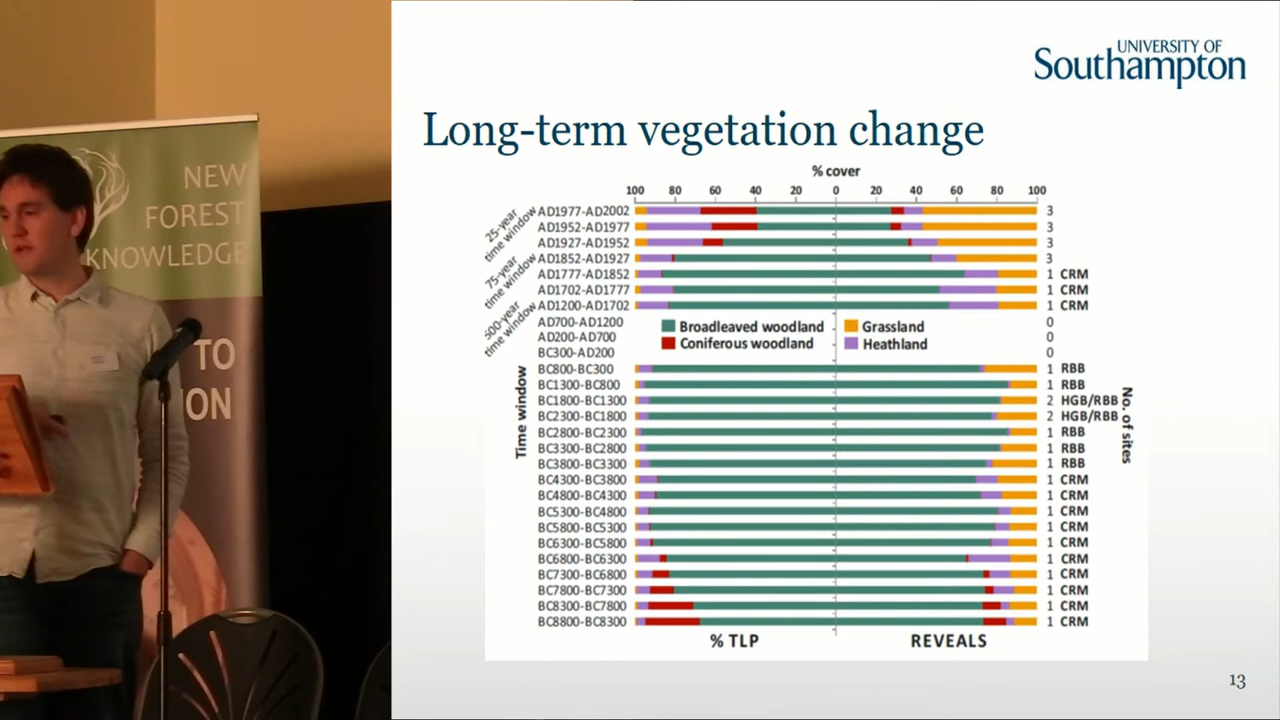 NEW
FOREST
KNOWLEDGE
TO
ION
UNIVERSITY OF
Southampton
Long-term vegetation change
% cover
100 80 60 40 20 0 20 40 60 80 100
25-year
time window
75-year
time window
500-year
time window
Time window
AD1977-AD2002 3
AD1952-AD1977 3
AD1927-AD1952 3
AD1852-AD1927 3
AD1777-AD1852 1 CRM
AD1702-AD1777 1 CRM
AD1200-AD1702 1 CRM
AD700-AD1200 0
AD200-AD700 0
BC300-AD200 0
Broadleaved woodland Grassland
Coniferous woodland Heathland
BC800-BC300 1 RBB
BC1300-BC800 1 RBB
BC1800-BC1300 2 HGB/RBB
BC2300-BC1800 2 HGB/RBB
BC2800-BC2300 1 RBB
BC3300-BC2800 1 RBB
BC3800-BC3300 1 RBB
BC4300-BC3800 1 CRM
BC4800-BC4300 1 CRM
BC5300-BC4800 1 CRM
BC5800-BC5300 1 CRM
BC6300-BC5800 1 CRM
BC6800-BC6300 1 CRM
BC7300-BC6800 1 CRM
BC7800-BC7300 1 CRM
BC8300-BC7800 1 CRM
BC8800-BC8300 1 CRM
No. of sites
% TLP REVEALS
13